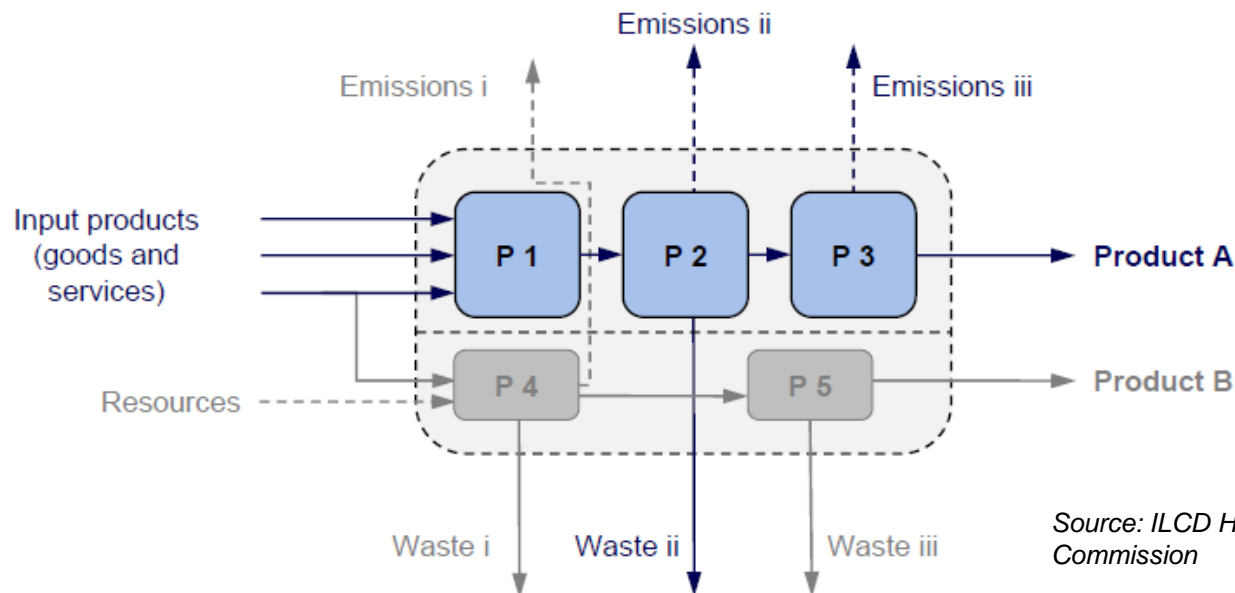 Emissions ii
Emissions i
Emissions iii
Input products
(goods and
services)
P 1
P 2
P 3
Product A
P 4
P 5
Product B
Resources
Waste i
Waste ii
Waste iii
Source: ILCD H
Commission